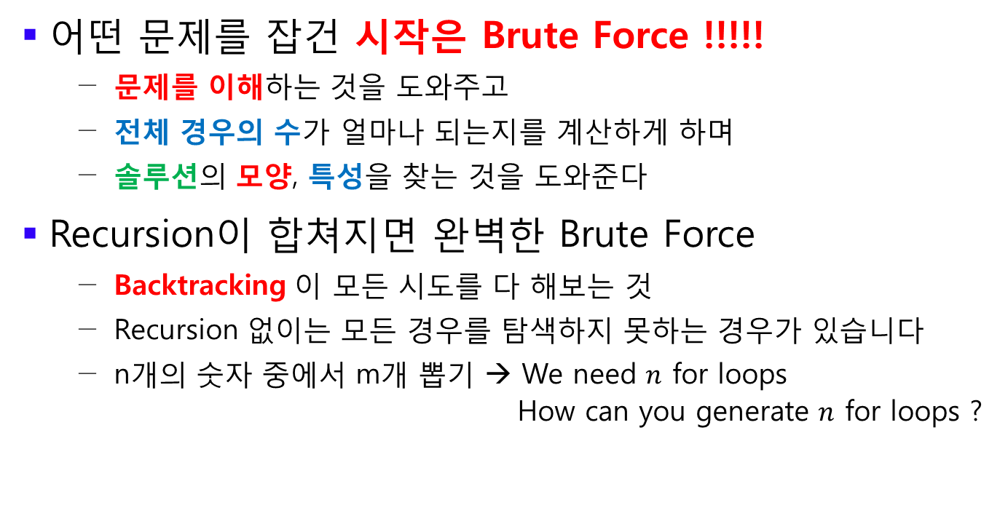 ▪ 어떤 문제를 잡건 시작은 Brute Force !!!!!
– 문제를 이해하는 것을 도와주고
– 전체 경우의 수가 얼마나 되는지를 계산하게 하며
– 솔루션의 모양, 특성을 찾는 것을 도와준다
▪ Recursion이 합쳐지면 완벽한 Brute Force
– Backtracking 이 모든 시도를 다 해보는 것
– Recursion 없이는 모든 경우를 탐색하지 못하는 경우가 있습니다
– n개의 숫자 중에서 m개 뽑기 → We need 𝑛 for loops
How can you generate 𝑛 for loops ?